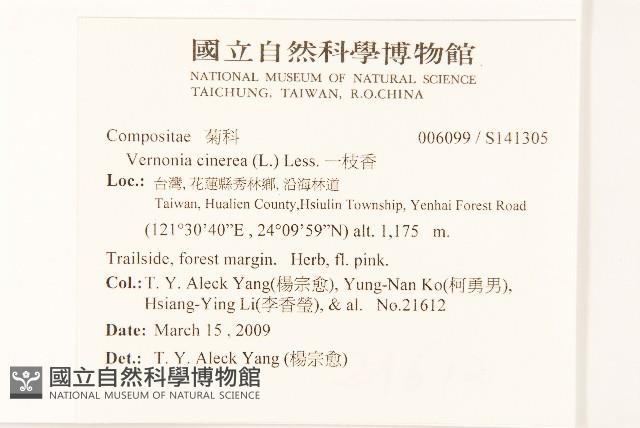 國立自然科學博物館
NATIONAL MUSEUM OF NATURAL SCIENCE
TAICHUNG, TAIWAN, R.O.CHINA
Compositae 菊科 006099 / S141305
Vernonia cinerea (L.) Less. 一枝香
Loc.: 台灣, 花蓮縣秀林鄉, 沿海林道
Taiwan, Hualien County,Hsiulin Township, Yenhai Forest Road
(121°30'40"E , 24°09'59"N) alt. 1,175 m.
Trailside, forest margin. Herb, fl. pink.
Col.: T. Y. Aleck Yang(楊宗愈), Yung-Nan Ko(柯勇男),
Hsiang-Ying Li(李香瑩), & al. No.21612
Date: March 15 , 2009
Det.: T. Y. Aleck Yang (楊宗愈)
國立自然科學博物館
NATIONAL MUSEUM OF NATURAL SCIENCE